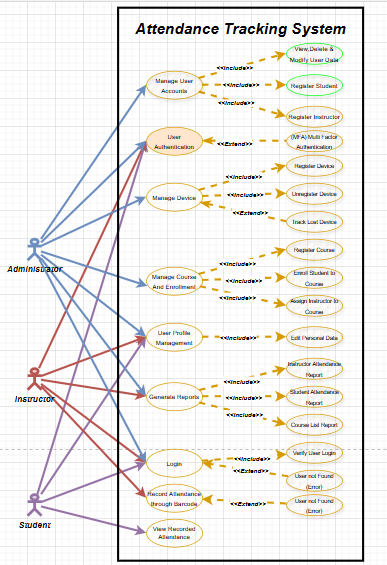 Attendance Tracking System
View,Delete &
Modify User Data
<<Include>>
Manage User
Accounts
<<Include>>
Register Student
<<Include>>
Register Instructor
User
Authentication
<<Extend>>
(MFA) Multi Factor
Authentication
Register Device
<<Include>>
Manage Device
<<Include>>
Unregister Device
<<Extend>>
Track Lost Device
Register Course
<<Include>>
Administrator
Manage Course
And Enrollment
<<Include>>
Enroll Student to
Course
<<Include>>
Assign Instructor to
Course
User Profile
Management
<<Include>>
Edit Personal Data
Instructor Attendance
Report
<<Include>>
Instructor
Generate Reports
<<Include>>
Student Attendance
Report
<<Include>>
Course List Report
Verify User Login
<<Include>>
Login
<<Extend>>
User not Found
(Error)
Record Attendance
through Barcode
<<Extend>>
User not Found
(Error)
Student
View Recorded
Attendance